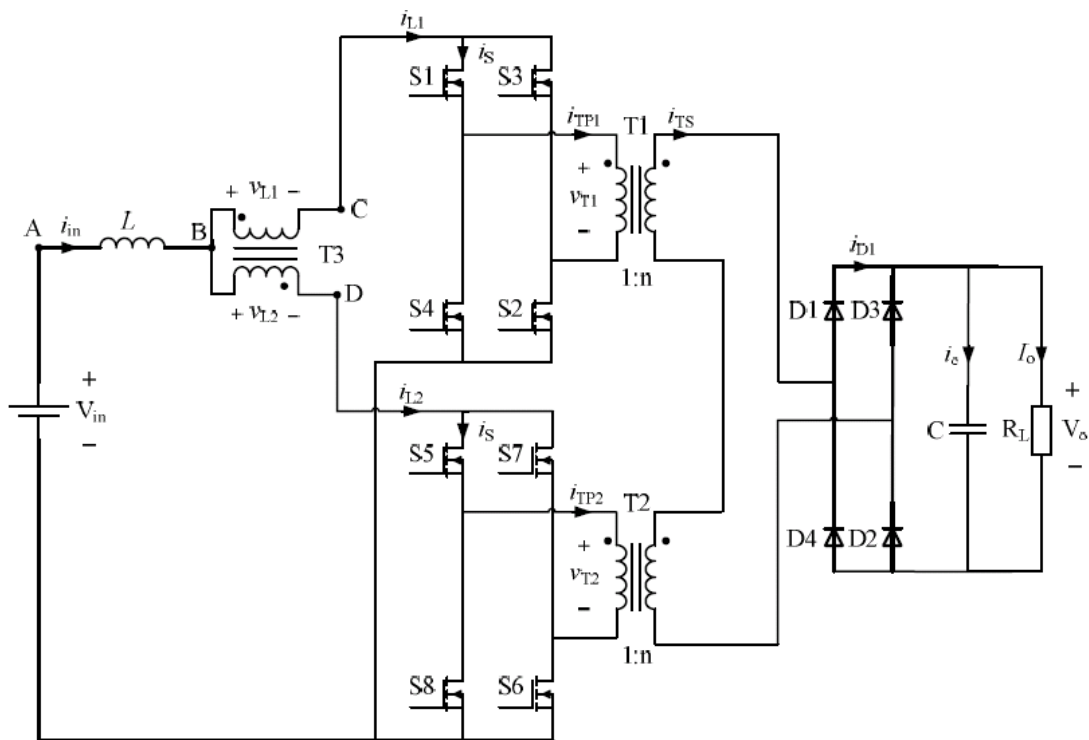 i_L1
i_S
S1
S3
i_TP1
T1
i_TS
+ v_L1 −
C
+
v_T1
−
A
i_in
L
B
T3
i_D1
1:n
D
+ v_L2 −
S4
S2
D1
D3
i_c
I_o
+
V_in
−
i_L2
i_S
S5
S7
C
R_L
+
V_o
−
i_TP2
T2
D4
D2
+
v_T2
−
1:n
S8
S6